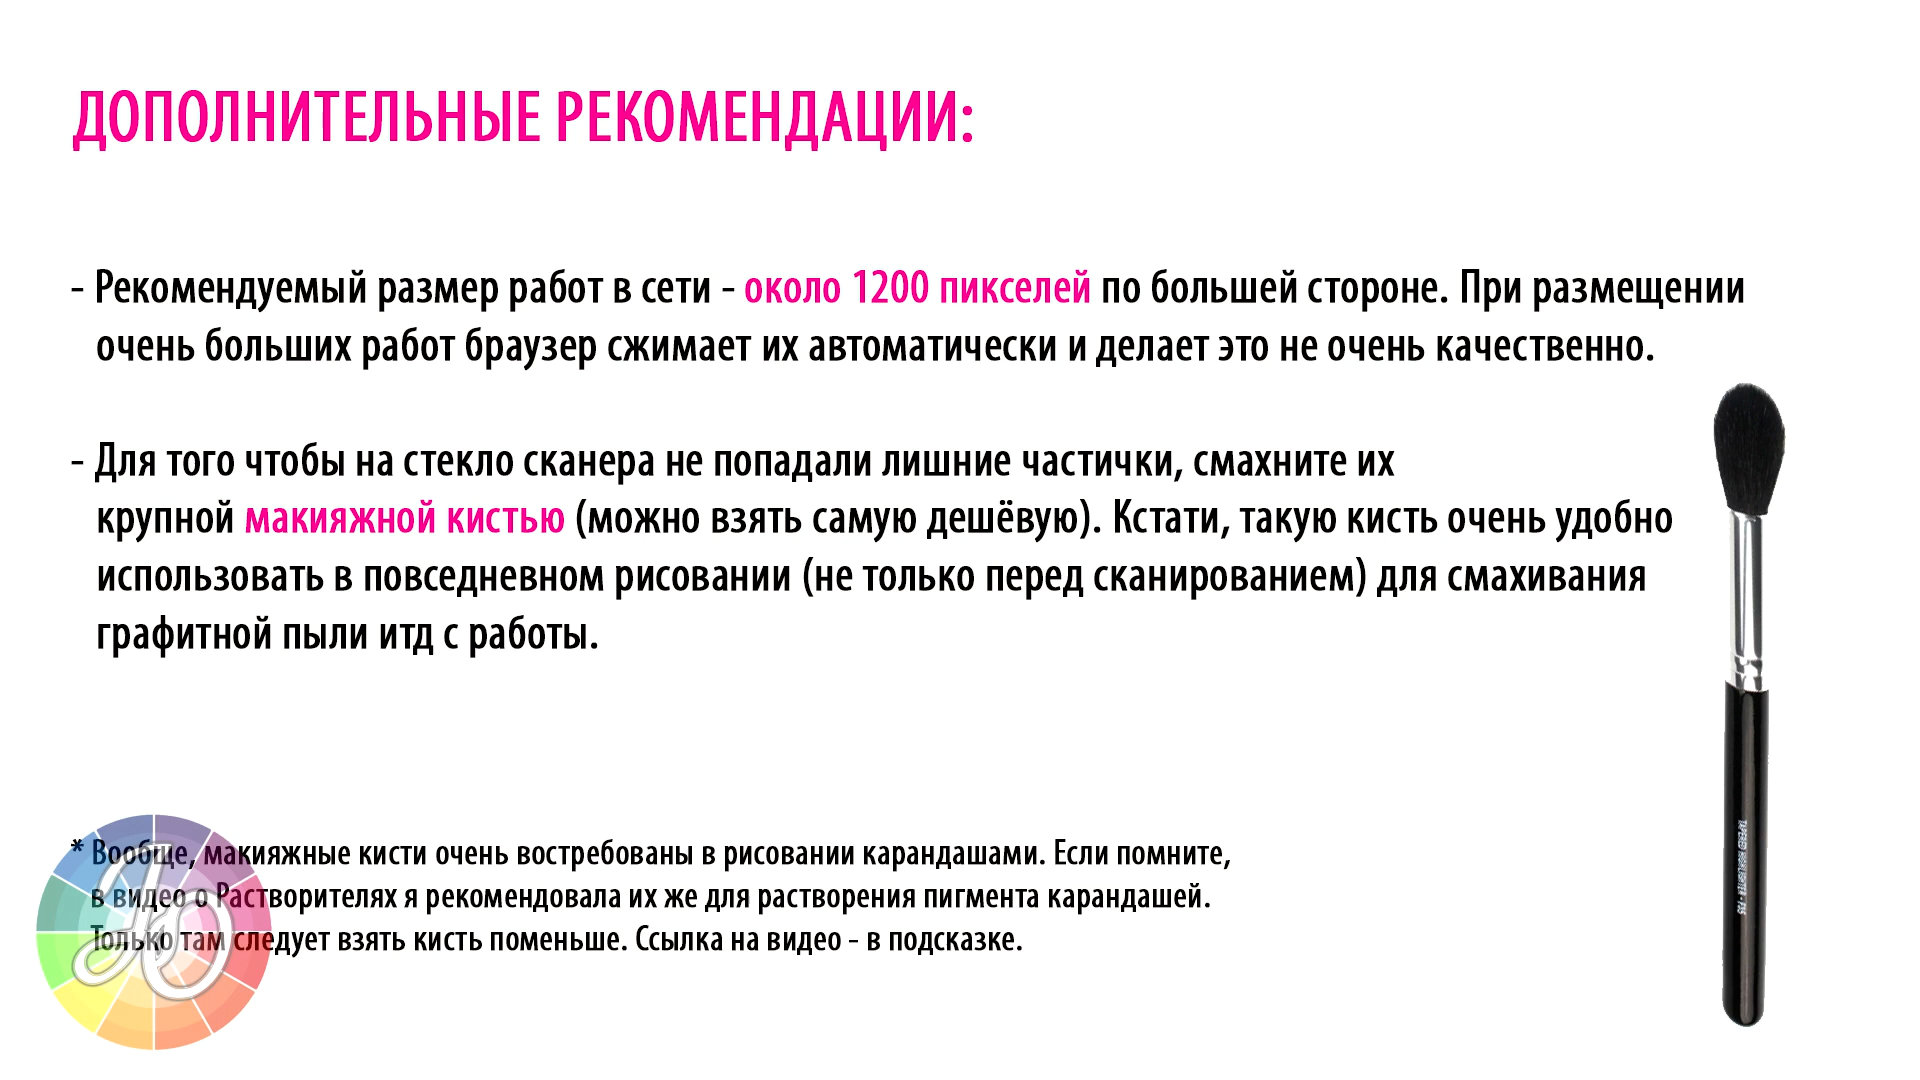 ДОПОЛНИТЕЛЬНЫЕ РЕКОМЕНДАЦИИ:
- Рекомендуемый размер работ в сети - около 1200 пикселей по большей стороне. При размещении
очень больших работ браузер сжимает их автоматически и делает это не очень качественно.
- Для того чтобы на стекло сканера не попадали лишние частички, смахните их
крупной макияжной кистью (можно взять самую дешёвую). Кстати, такую кисть очень удобно
использовать в повседневном рисовании (не только перед сканированием) для смахивания
графитной пыли итд с работы.
* Вообще, макияжные кисти очень востребованы в рисовании карандашами. Если помните,
в видео о Растворителях я рекомендовала их же для растворения пигмента карандашей.
Только там следует взять кисть поменьше. Ссылка на видео - в подсказке.